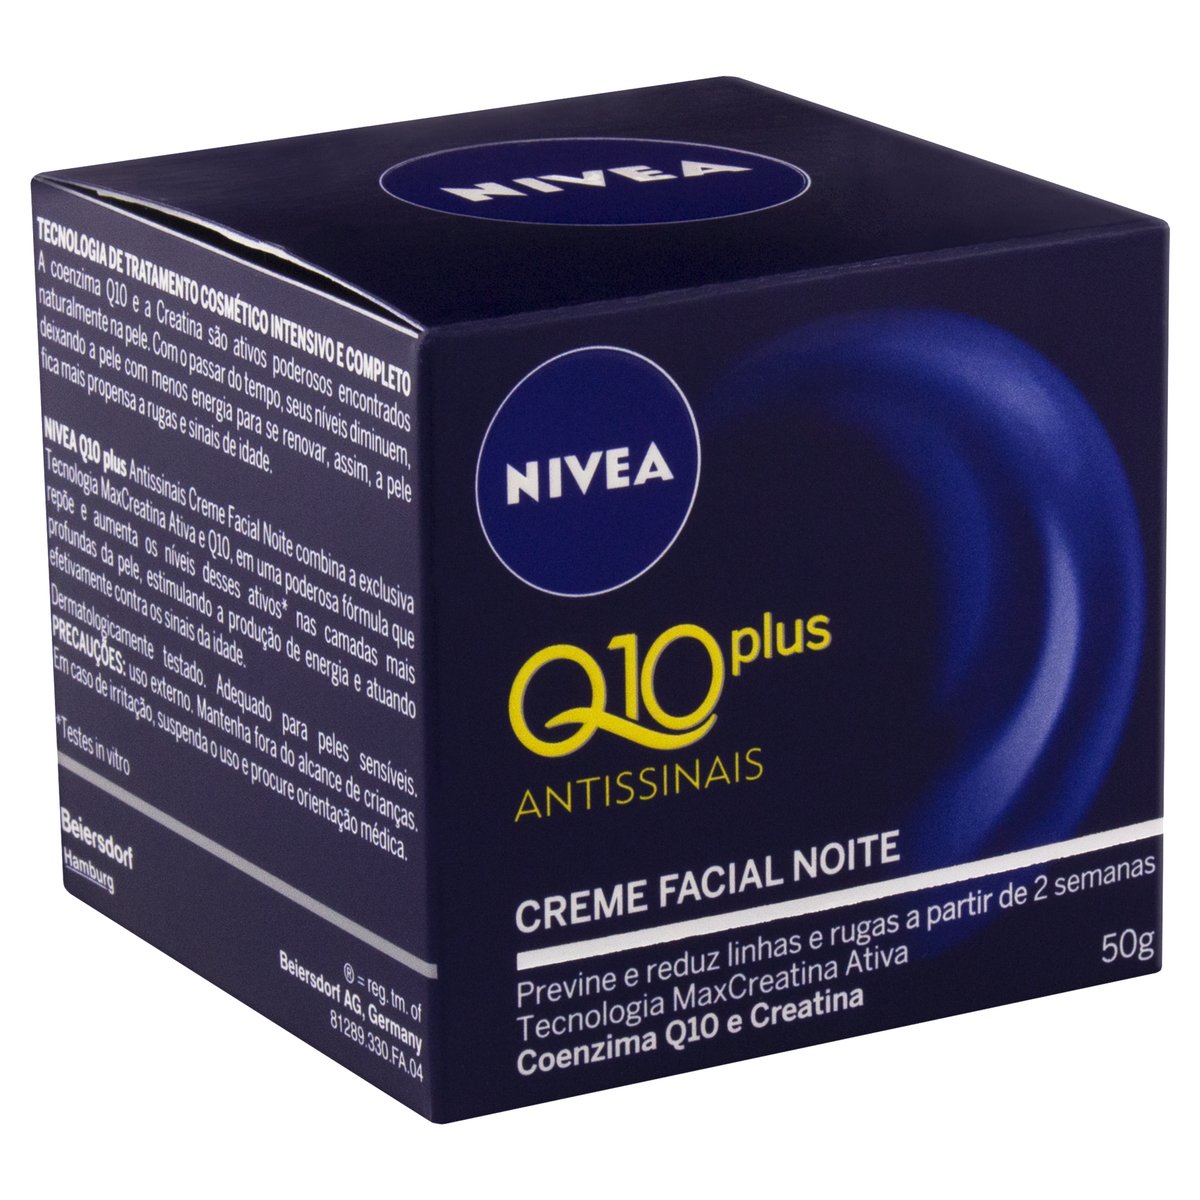 NIVEA
TECNOLOGIA DE TRATAMENTO COSMÉTICO INTENSIVO E COMPLETO
A coenzima Q10 e a Creatina são ativos poderosos encontrados
naturalmente na pele. Com o passar do tempo, seus níveis diminuem,
deixando a pele com menos energia para se renovar, assim, a pele
fica mais propensa a rugas e sinais de idade.
NIVEA Q10 plus Antissinais Creme Facial Noite combina a exclusiva
Tecnologia MaxCreatina Ativa e Q10, em uma poderosa fórmula que
repõe e aumenta os níveis desses ativos* nas camadas mais
profundas da pele, estimulando a produção de energia e atuando
efetivamente contra os sinais da idade.
Dermatologicamente testado. Adequado para peles sensíveis.
PRECAUÇÕES: uso externo. Mantenha fora do alcance de crianças.
Em caso de irritação, suspenda o uso e procure orientação médica.
*Testes in vitro
Beiersdorf
Hamburg
® = reg. tm. of
Beiersdorf AG, Germany
81289.330.FA.04
NIVEA
Q10 plus
ANTISSINAIS
CREME FACIAL NOITE
Previne e reduz linhas e rugas a partir de 2 semanas
Tecnologia MaxCreatina Ativa
Coenzima Q10 e Creatina
50g